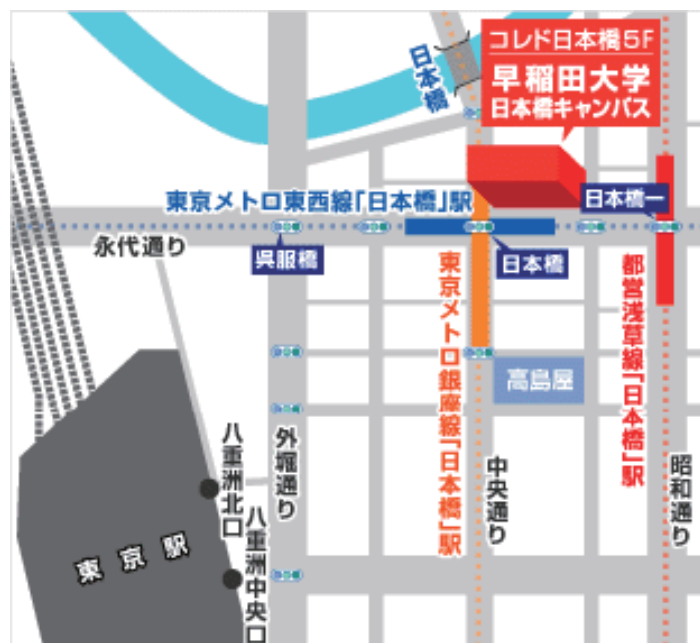 コレド日本橋5F
早稲田大学
日本橋キャンパス
日本橋
東京メトロ東西線「日本橋」駅
日本橋一
永代通り
呉服橋
日本橋
東京メトロ銀座線「日本橋」駅
都営浅草線「日本橋」駅
高島屋
八重洲北口
外堀通り
中央通り
昭和通り
八重洲中央口
東京駅